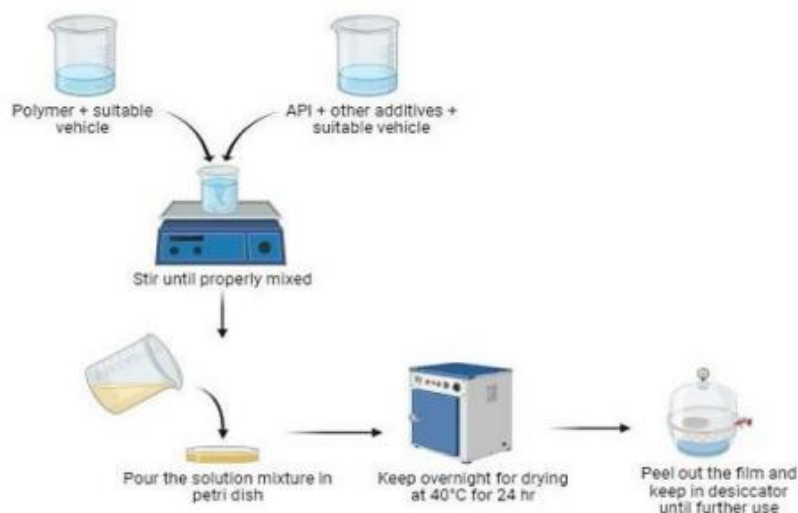 Polymer + suitable
vehicle
API + other additives +
suitable vehicle
Stir until properly mixed
Pour the solution mixture in
petri dish
Keep overnight for drying
at 40°C for 24 hr
Peel out the film and
keep in desiccator
until further use